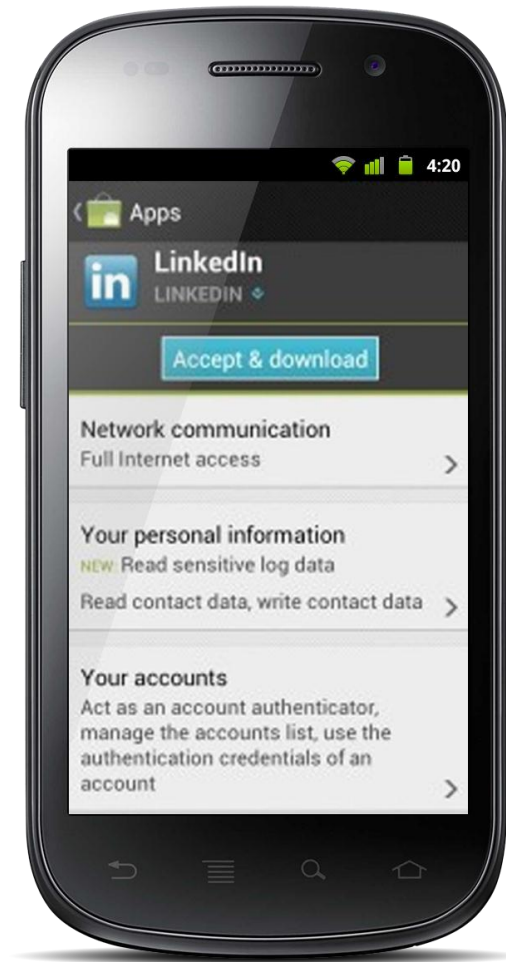 4:20
Apps
in
LinkedIn
LINKEDIN
Accept & download
Network communication
Full Internet access
Your personal information
NEW: Read sensitive log data
Read contact data, write contact data
Your accounts
Act as an account authenticator,
manage the accounts list, use the
authentication credentials of an
account